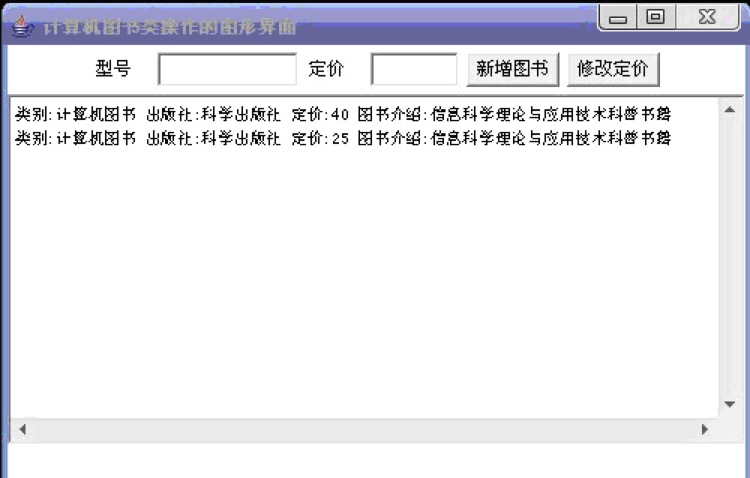 计算机图书类操作的图形界面
型号 定价 新增图书 修改定价
类别:计算机图书 出版社:科学出版社 定价:40 图书介绍:信息科学理论与应用技术科普书籍
类别:计算机图书 出版社:科学出版社 定价:25 图书介绍:信息科学理论与应用技术科普书籍